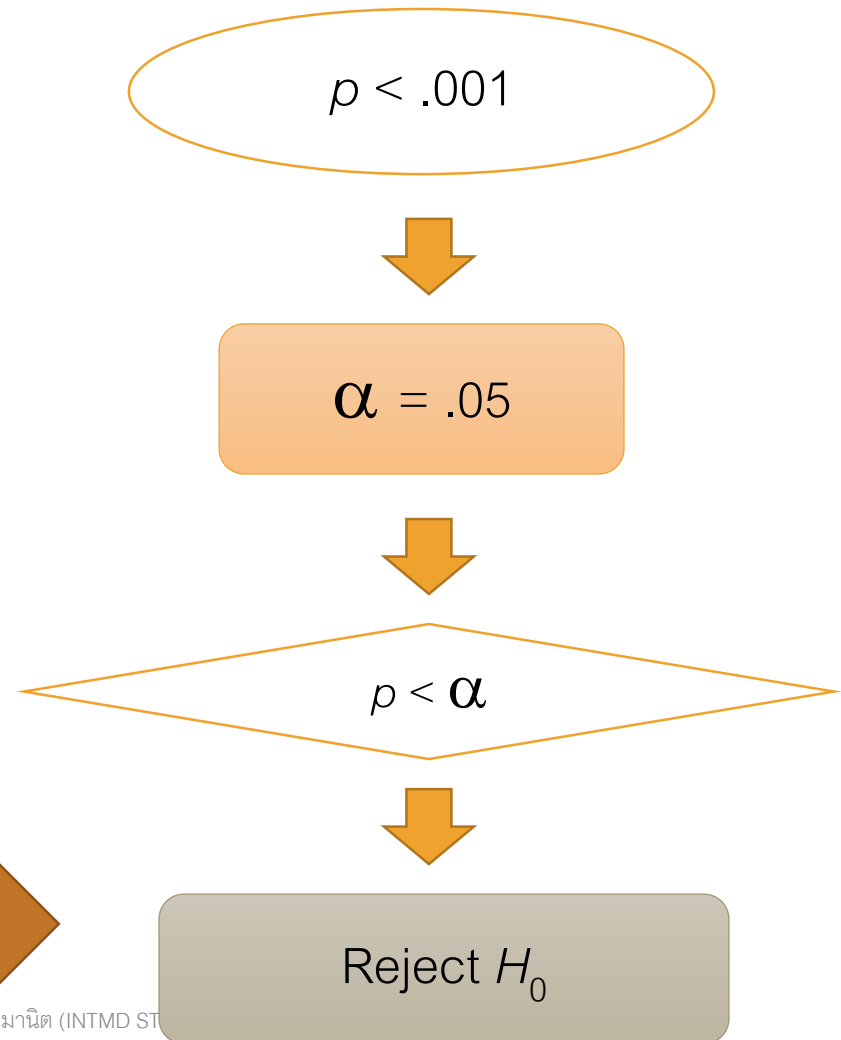 p < .001
α = .05
p < α
Reject H₀
มานิต (INTMD ST